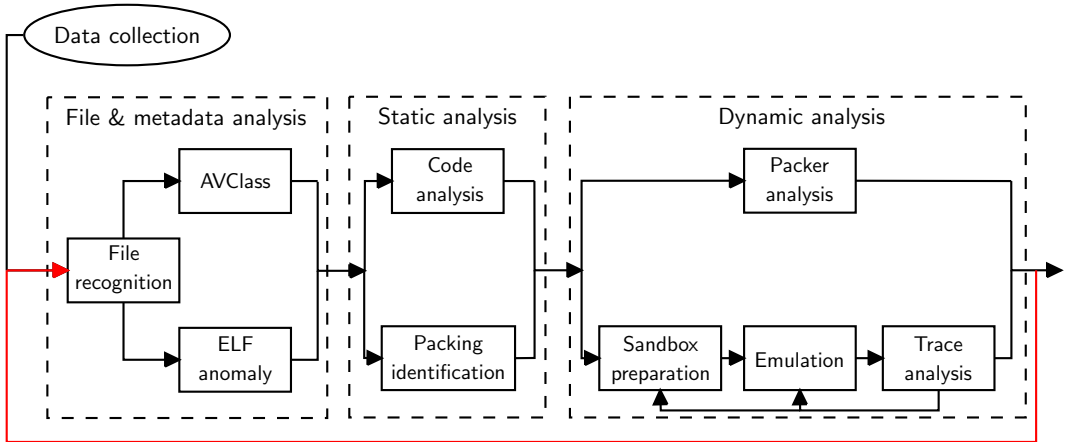 Data collection
File & metadata analysis
AVClass
File
recognition
ELF
anomaly
Static analysis
Code
analysis
Packing
identification
Dynamic analysis
Packer
analysis
Sandbox
preparation
Emulation
Trace
analysis